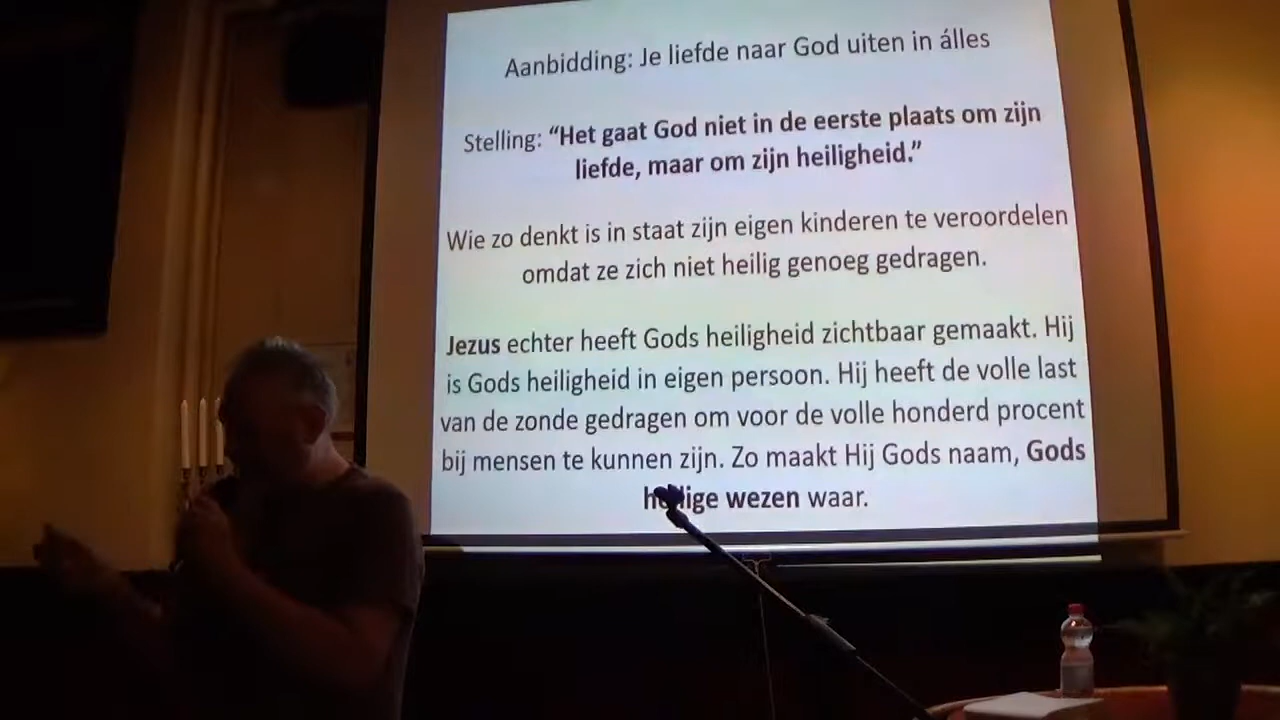 Aanbidding: Je liefde naar God uiten in álles
Stelling: “Het gaat God niet in de eerste plaats om zijn
liefde, maar om zijn heiligheid.”
Wie zo denkt is in staat zijn eigen kinderen te veroordelen
omdat ze zich niet heilig genoeg gedragen.
Jezus echter heeft Gods heiligheid zichtbaar gemaakt. Hij
is Gods heiligheid in eigen persoon. Hij heeft de volle last
van de zonde gedragen om voor de volle honderd procent
bij mensen te kunnen zijn. Zo maakt Hij Gods naam, Gods
heilige wezen waar.